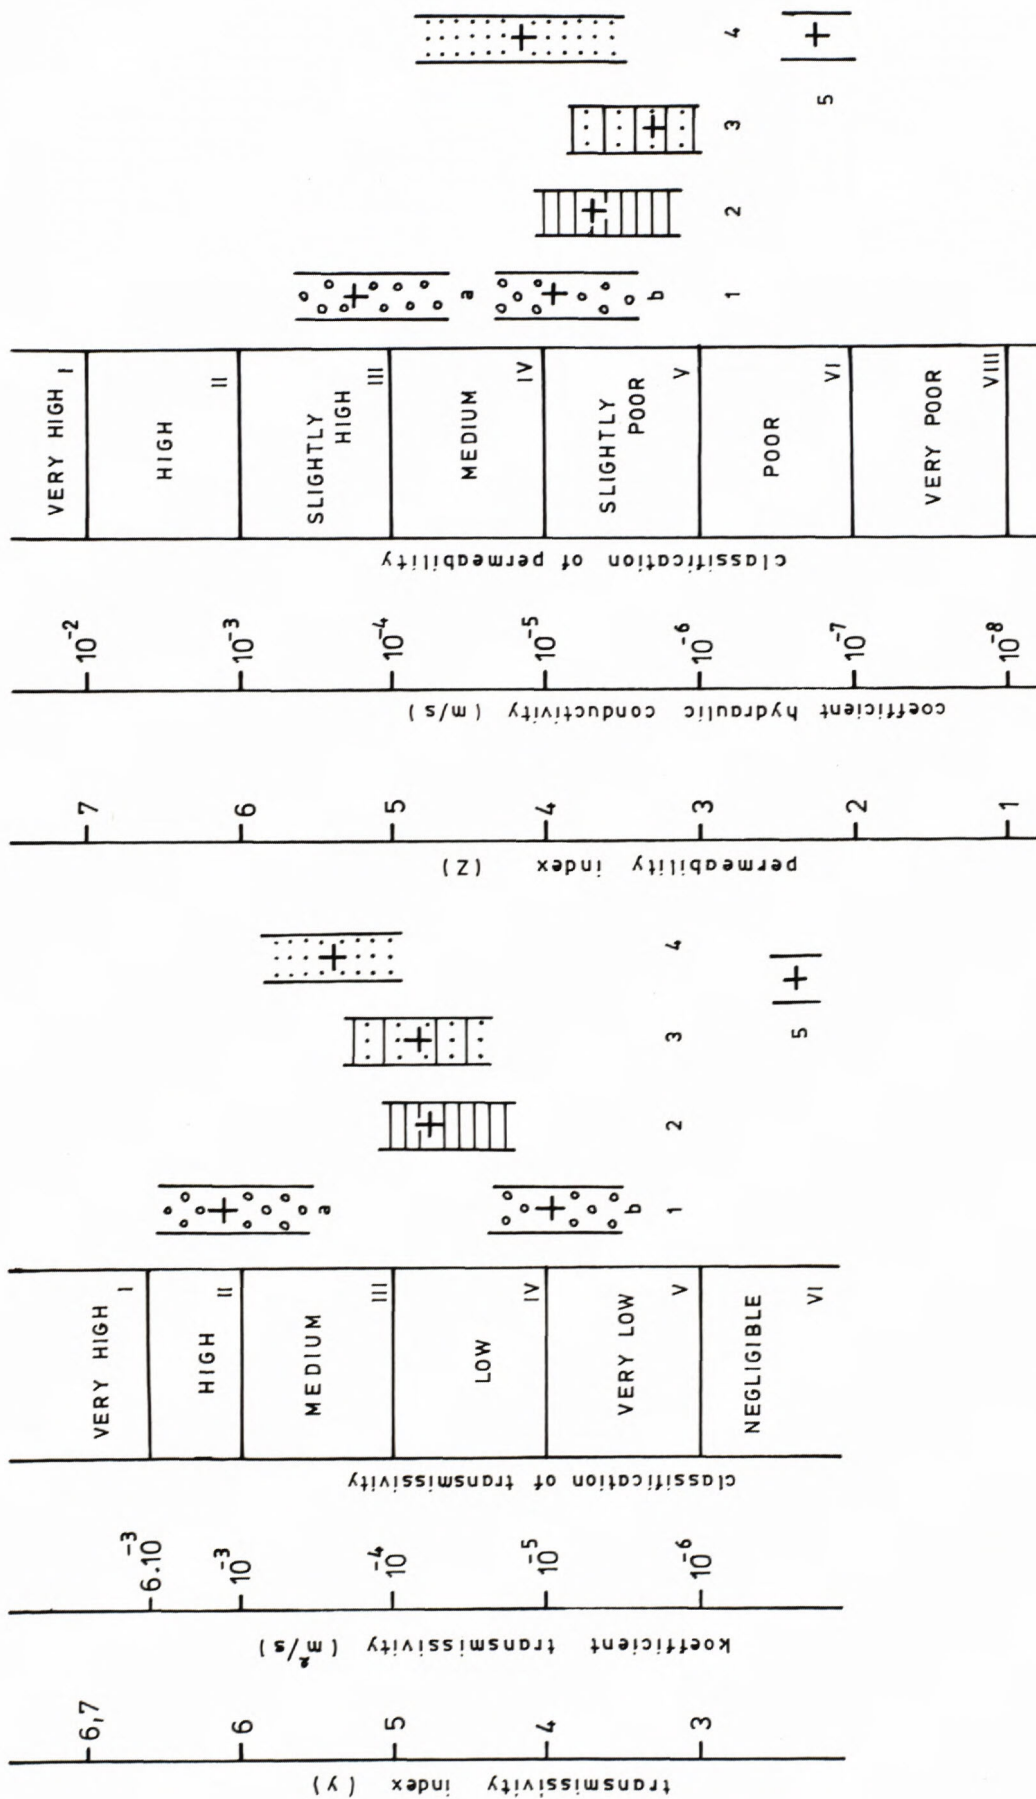 transmissivity index (y)
6,7
6
5
4
3
koefficient transmissivity (m²/s)
6.10⁻³
10⁻³
10⁻⁴
10⁻⁵
10⁻⁶
classification of transmissivity
VERY HIGH I
HIGH II
MEDIUM III
LOW IV
VERY LOW V
NEGLIGIBLE VI
a
b
1
2
3
4
5
permeability index (Z)
7
6
5
4
3
2
1
coefficient hydraulic conductivity (m/s)
10⁻²
10⁻³
10⁻⁴
10⁻⁵
10⁻⁶
10⁻⁷
10⁻⁸
classification of permeability
VERY HIGH I
HIGH II
SLIGHTLY
HIGH III
MEDIUM IV
SLIGHTLY
POOR V
POOR VI
VERY POOR VIII
a
b
1
2
3
4
5